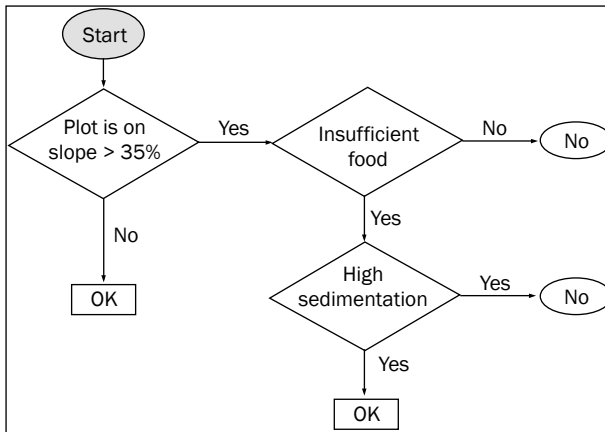 Start
Plot is on
slope > 35%
Yes
Insufficient
food
No
No
No
Yes
OK
High
sedimentation
Yes
No
Yes
OK